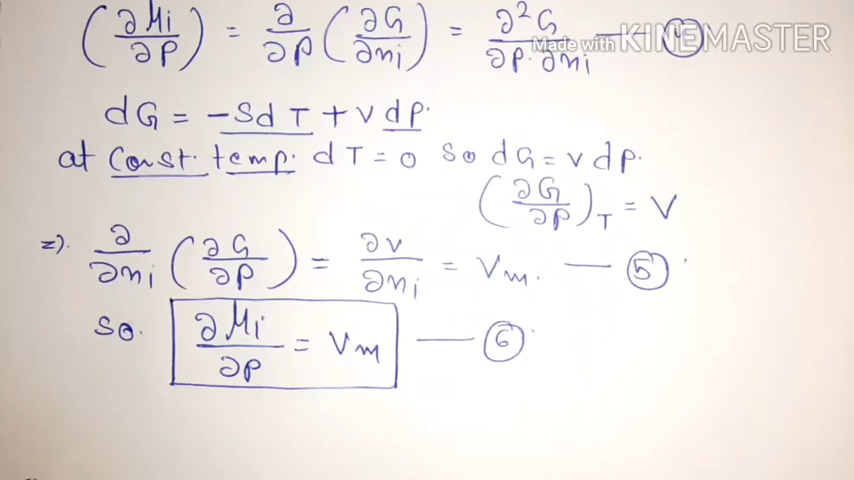 (∂μi/∂P) = ∂/∂P (∂G/∂ni) = ∂²G/∂P·∂ni —
Made with KINEMASTER
dG = -SdT + VdP.
at Const. temp. dT = 0 so dG = vdP.
(∂G/∂P)T = V
=). ∂/∂ni (∂G/∂P) = ∂v/∂ni = Vm. — ⑤
so. ∂μi/∂P = Vm — ⑥